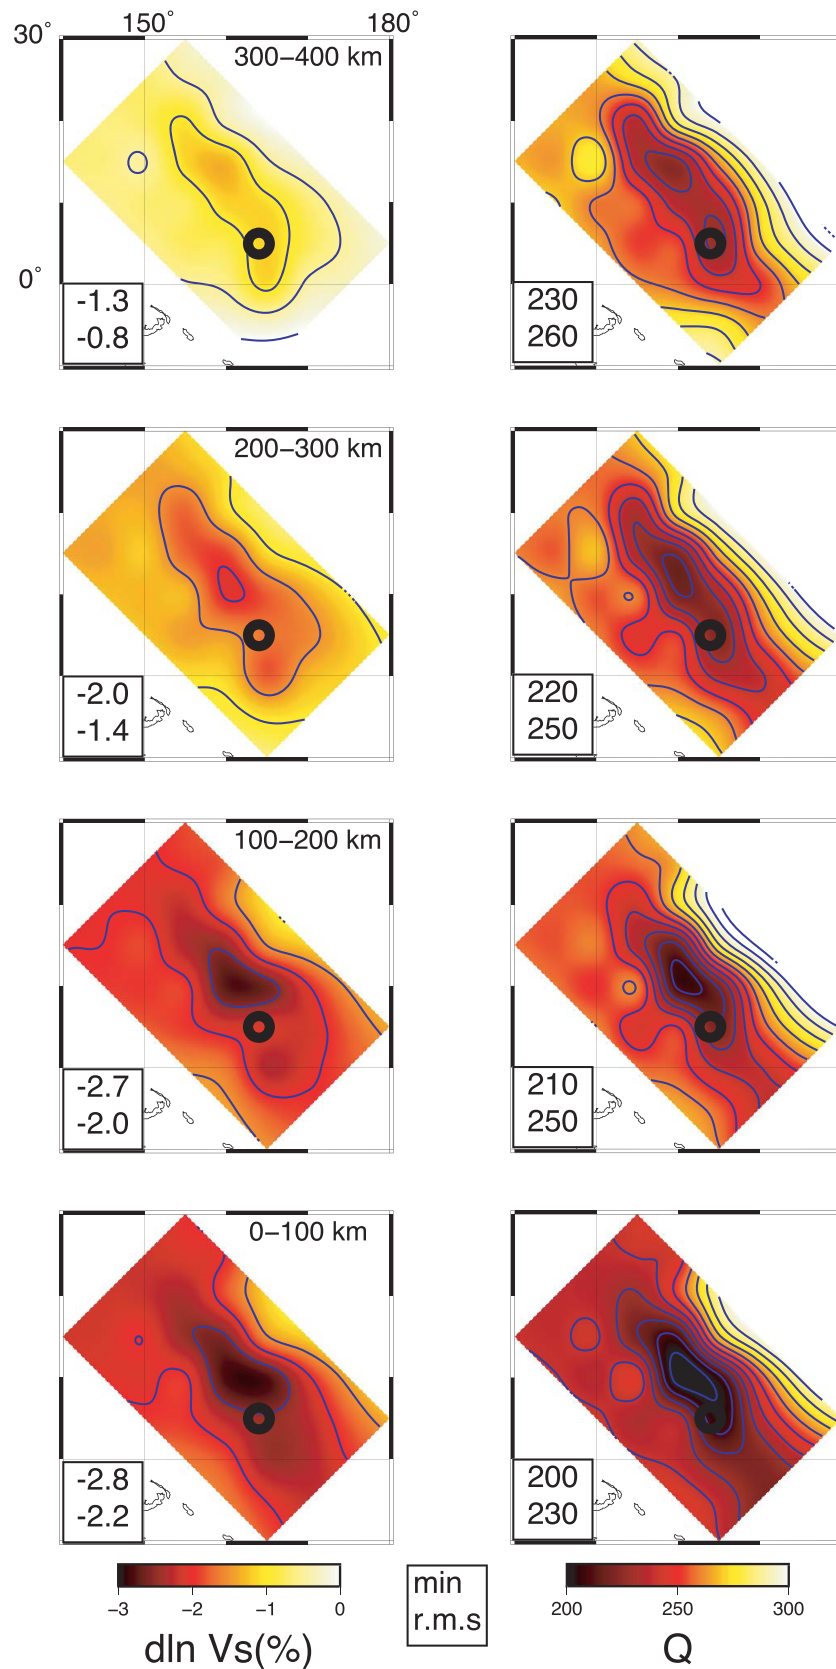 150° 180°
30°
300–400 km
0°
-1.3
-0.8
230
260
200–300 km
-2.0
-1.4
220
250
100–200 km
-2.7
-2.0
210
250
0–100 km
-2.8
-2.2
200
230
−3 −2 −1 0
dln Vs(%)
min
r.m.s
200 250 300
Q